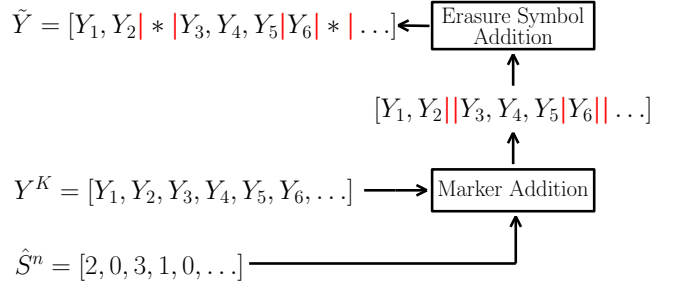 Ỹ = [Y₁, Y₂| * |Y₃, Y₄, Y₅|Y₆| * | …]
Erasure Symbol
Addition
[Y₁, Y₂||Y₃, Y₄, Y₅|Y₆|| …]
Y^K = [Y₁, Y₂, Y₃, Y₄, Y₅, Y₆, …]
Marker Addition
Ŝⁿ = [2, 0, 3, 1, 0, …]